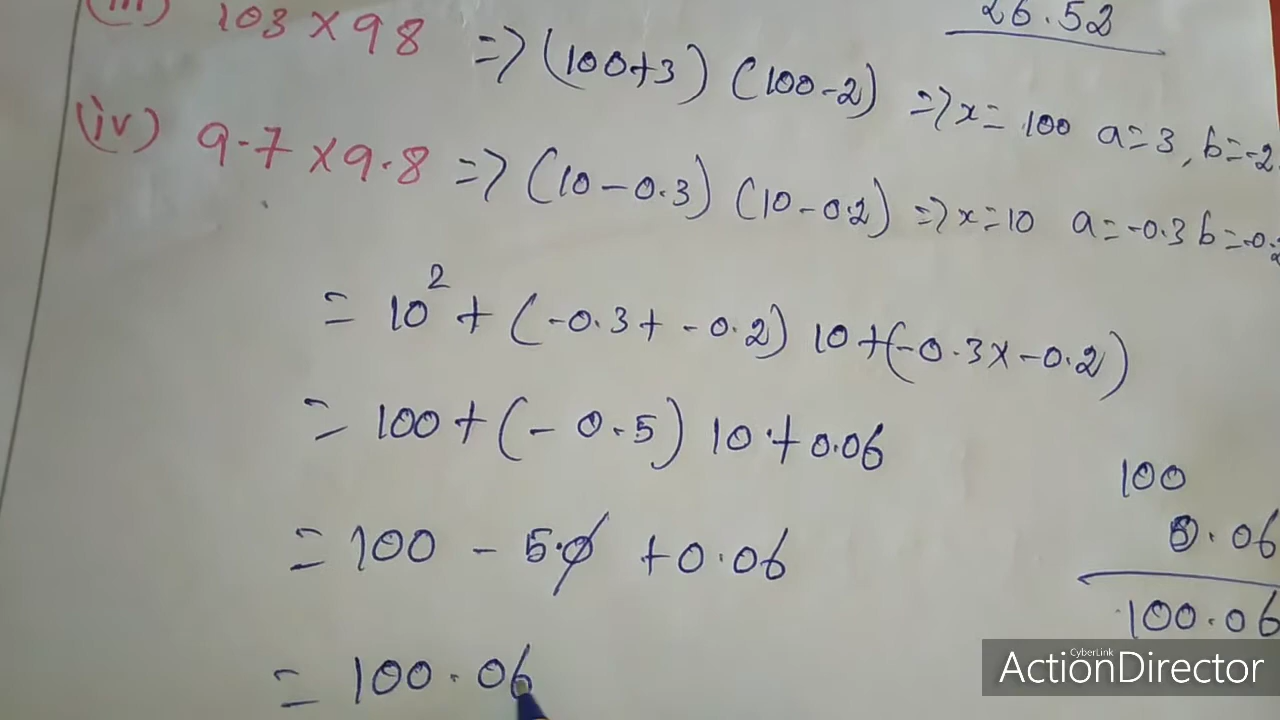 (iii) 103 × 98 => (100+3) (100-2) => x = 100 a=3, b=-2
26.52
(iv) 9.7 × 9.8 => (10-0.3) (10-0.2) => x=10 a=-0.3 b=-0.2
= 10² + (-0.3 + -0.2) 10 + (-0.3 x -0.2)
= 100 + (- 0.5) 10 + 0.06
= 100 - 5.0 + 0.06
= 100.06
100
0.06
100.06
CyberLink
ActionDirector